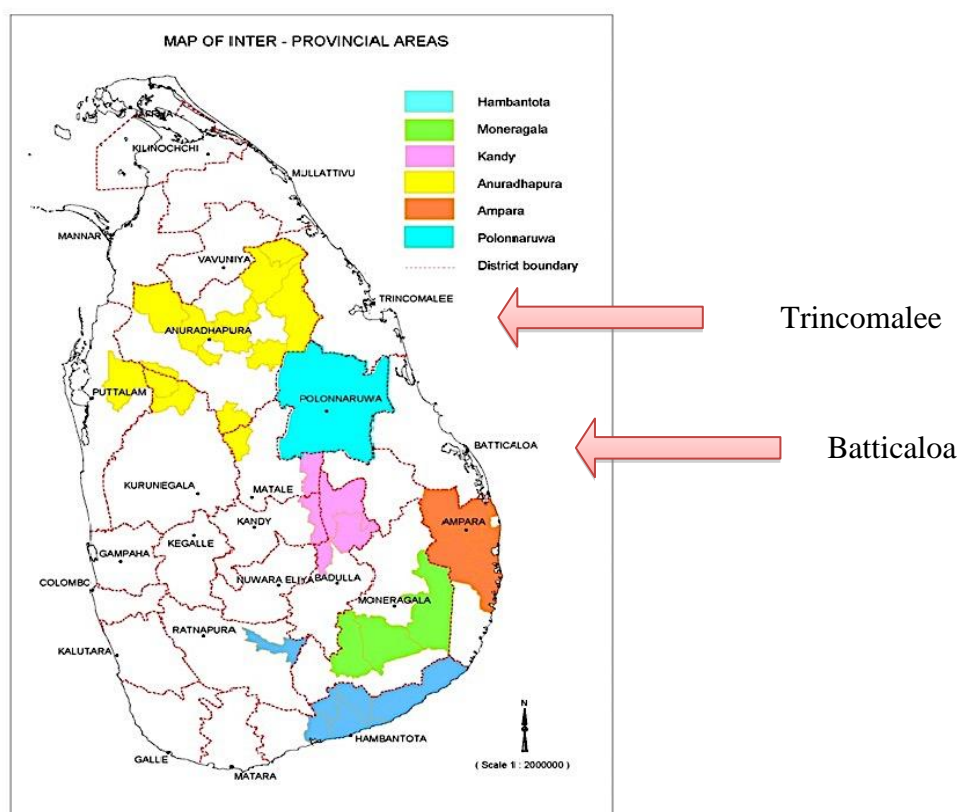 MAP OF INTER - PROVINCIAL AREAS
Hambantota
Moneragala
Kandy
Anuradhapura
Ampara
Polonnaruwa
District boundary
KILINOCHCHI
MULLATTIVU
MANNAR
VAVUNIYA
TRINCOMALEE
Trincomalee
ANURADHAPURA
PUTTALAM
POLONNARUWA
BATTICALOA
Batticaloa
KURUNEGALA
MATALE
KANDY
AMPARA
KEGALLE
GAMPAHA
COLOMBO
NUWARA ELIYA
BADULLA
MONERAGALA
RATNAPURA
KALUTARA
HAMBANTOTA
GALLE
MATARA
N
( Scale 1: 2000000 )